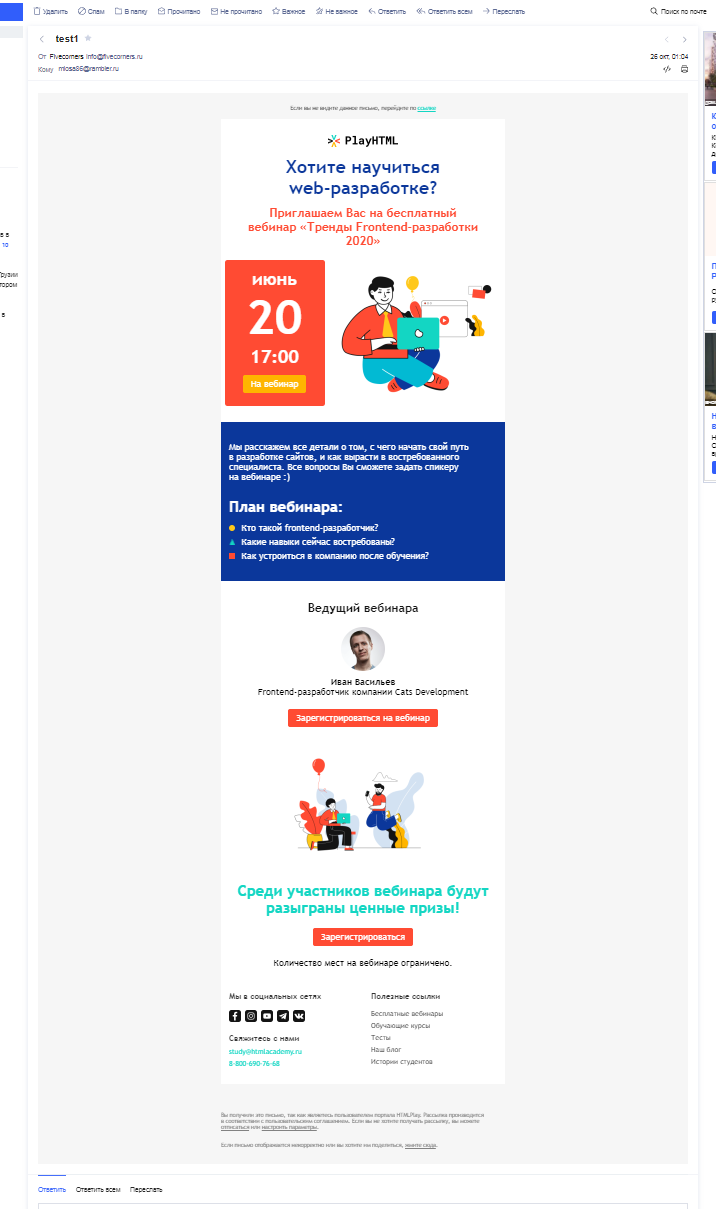 Удалить Спам В папку Прочитано Не прочитано Важное Не важное Ответить Ответить всем Переслать Поиск по почте
test1
От Fivecorners info@fivecorners.ru 26 окт, 01:04
Кому miosa86@rambler.ru
Если вы не видите данное письмо, перейдите по ссылке
PlayHTML
Хотите научиться
web-разработке?
Приглашаем Вас на бесплатный
вебинар «Тренды Frontend-разработки
2020»
июнь
20
17:00
На вебинар
Мы расскажем все детали о том, с чего начать свой путь
в разработке сайтов, и как вырасти в востребованного
специалиста. Все вопросы Вы сможете задать спикеру
на вебинаре :)
План вебинара:
Кто такой frontend-разработчик?
Какие навыки сейчас востребованы?
Как устроиться в компанию после обучения?
Ведущий вебинара
Иван Васильев
Frontend-разработчик компании Cats Development
Зарегистрироваться на вебинар
Среди участников вебинара будут
разыграны ценные призы!
Зарегистрироваться
Количество мест на вебинаре ограничено.
Мы в социальных сетях
Свяжитесь с нами
study@htmlacademy.ru
8-800-690-76-68
Полезные ссылки
Бесплатные вебинары
Обучающие курсы
Тесты
Наш блог
Истории студентов
Вы получили это письмо, так как являетесь пользователем портала HTMLPlay. Рассылка производится
в соответствии с пользовательским соглашением. Если вы не хотите получать рассылку, вы можете
отписаться или настроить параметры.
Если письмо отображается некорректно или вы хотите им поделиться, жмите сюда.
Ответить Ответить всем Переслать